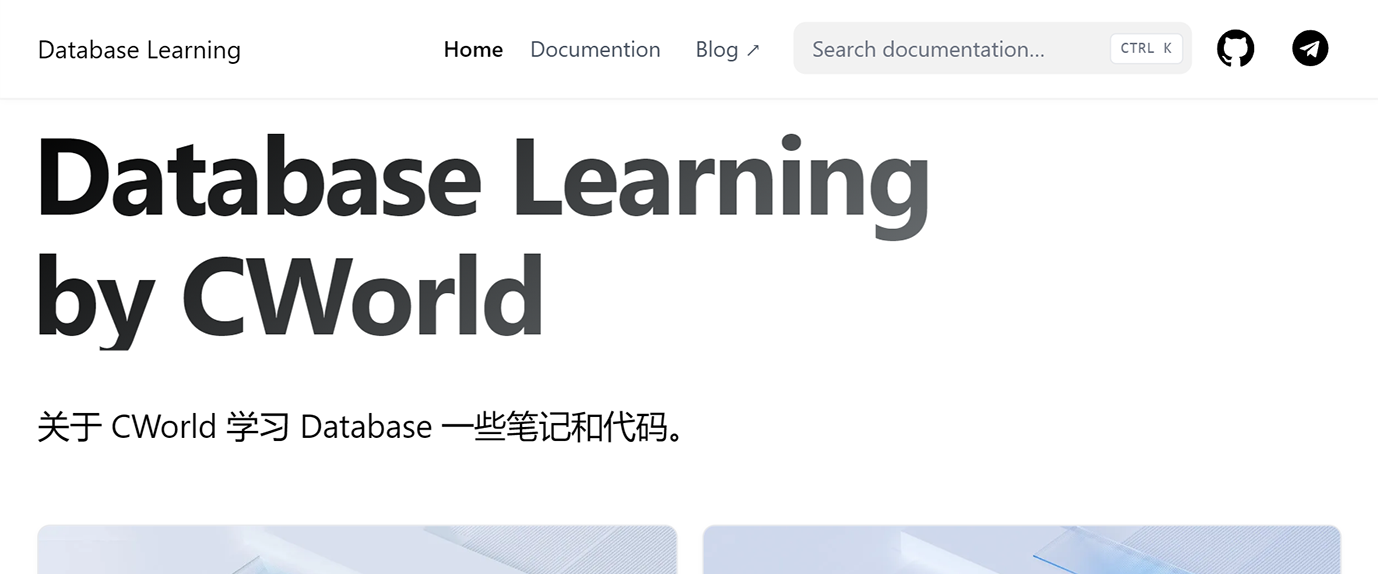 Database Learning
Home
Documention
Blog ↗
Search documentation…
CTRL K
Database Learning
by CWorld
关于 CWorld 学习 Database 一些笔记和代码。